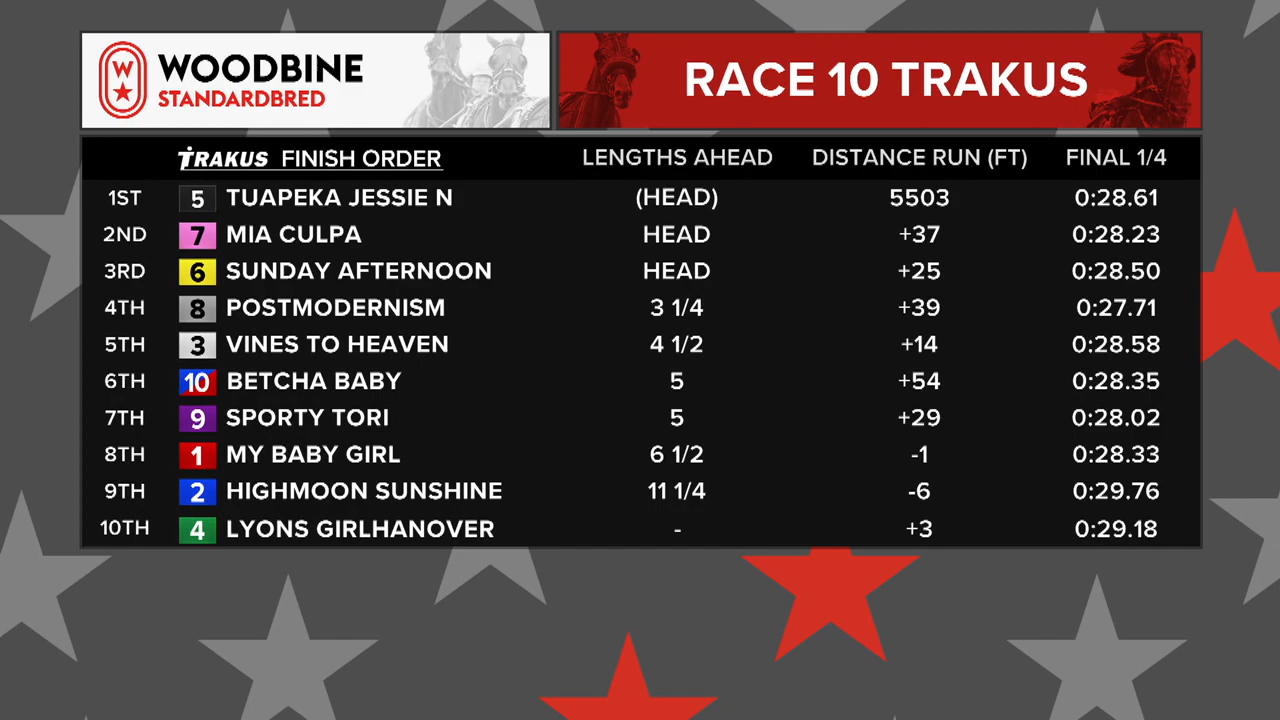 W
WOODBINE
STANDARDBRED
RACE 10 TRAKUS
TRAKUS FINISH ORDER LENGTHS AHEAD DISTANCE RUN (FT) FINAL 1/4
1ST 5 TUAPEKA JESSIE N (HEAD) 5503 0:28.61
2ND 7 MIA CULPA HEAD +37 0:28.23
3RD 6 SUNDAY AFTERNOON HEAD +25 0:28.50
4TH 8 POSTMODERNISM 3 1/4 +39 0:27.71
5TH 3 VINES TO HEAVEN 4 1/2 +14 0:28.58
6TH 10 BETCHA BABY 5 +54 0:28.35
7TH 9 SPORTY TORI 5 +29 0:28.02
8TH 1 MY BABY GIRL 6 1/2 -1 0:28.33
9TH 2 HIGHMOON SUNSHINE 11 1/4 -6 0:29.76
10TH 4 LYONS GIRLHANOVER - +3 0:29.18